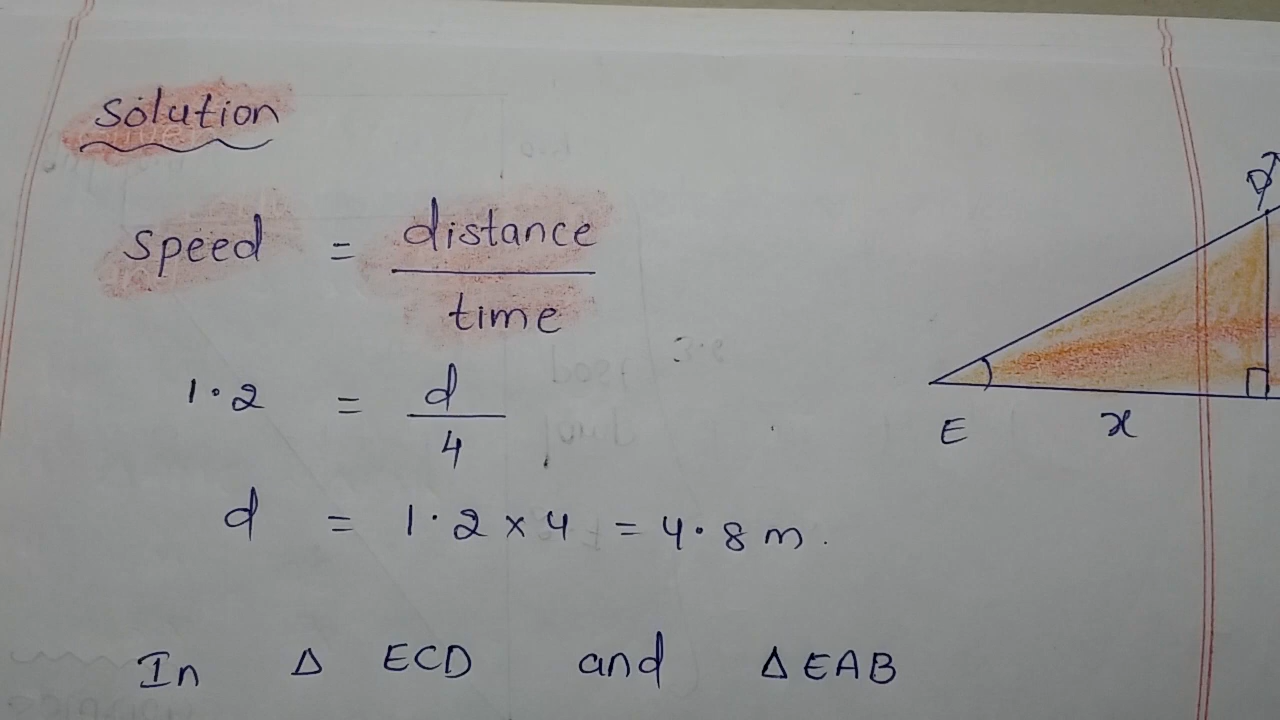 Solution
Speed = distance / time
1.2 = d / 4
d = 1.2 × 4 = 4.8 m.
D
E x
In Δ ECD and Δ EAB